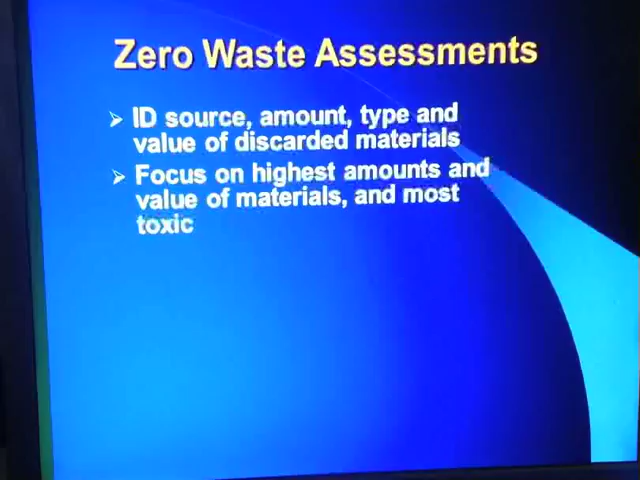 Zero Waste Assessments
ID source, amount, type and
value of discarded materials
Focus on highest amounts and
value of materials, and most
toxic